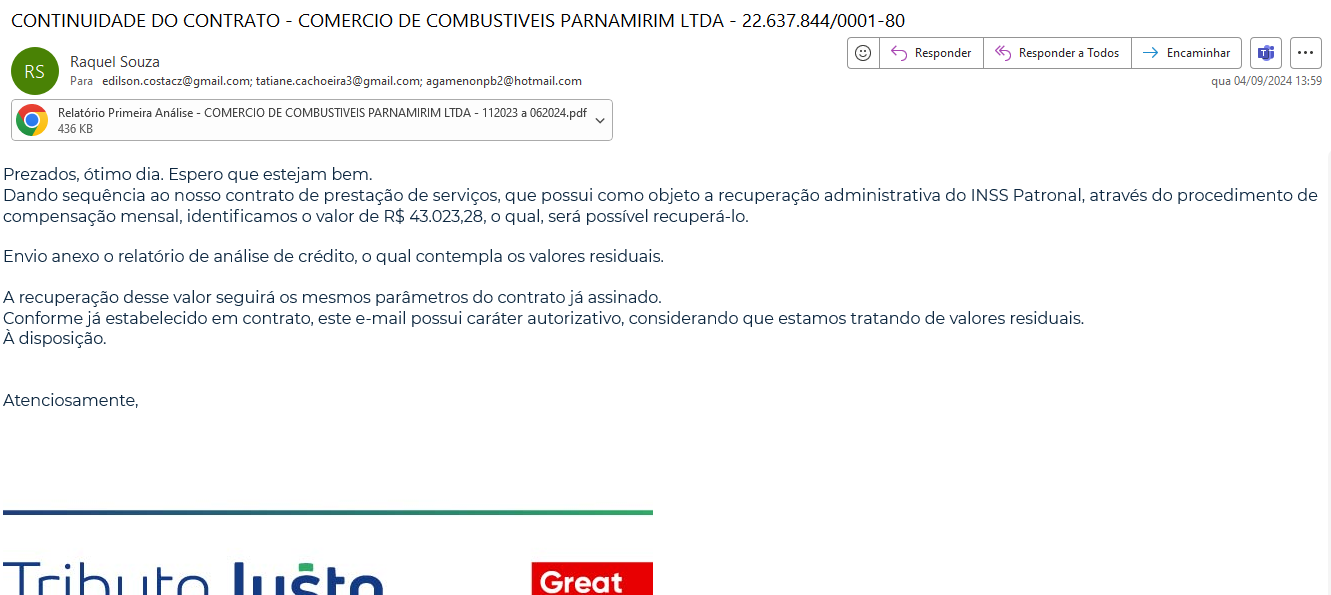 CONTINUIDADE DO CONTRATO - COMERCIO DE COMBUSTIVEIS PARNAMIRIM LTDA - 22.637.844/0001-80
RS
Raquel Souza
Para edilson.costacz@gmail.com; tatiane.cachoeira3@gmail.com; agamenonpb2@hotmail.com
Responder
Responder a Todos
Encaminhar
qua 04/09/2024 13:59
Relatório Primeira Análise - COMERCIO DE COMBUSTIVEIS PARNAMIRIM LTDA - 112023 a 062024.pdf
436 KB
Prezados, ótimo dia. Espero que estejam bem.
Dando sequência ao nosso contrato de prestação de serviços, que possui como objeto a recuperação administrativa do INSS Patronal, através do procedimento de
compensação mensal, identificamos o valor de R$ 43.023,28, o qual, será possível recuperá-lo.
Envio anexo o relatório de análise de crédito, o qual contempla os valores residuais.
A recuperação desse valor seguirá os mesmos parâmetros do contrato já assinado.
Conforme já estabelecido em contrato, este e-mail possui caráter autorizativo, considerando que estamos tratando de valores residuais.
À disposição.
Atenciosamente,
Tributo Justo
Great